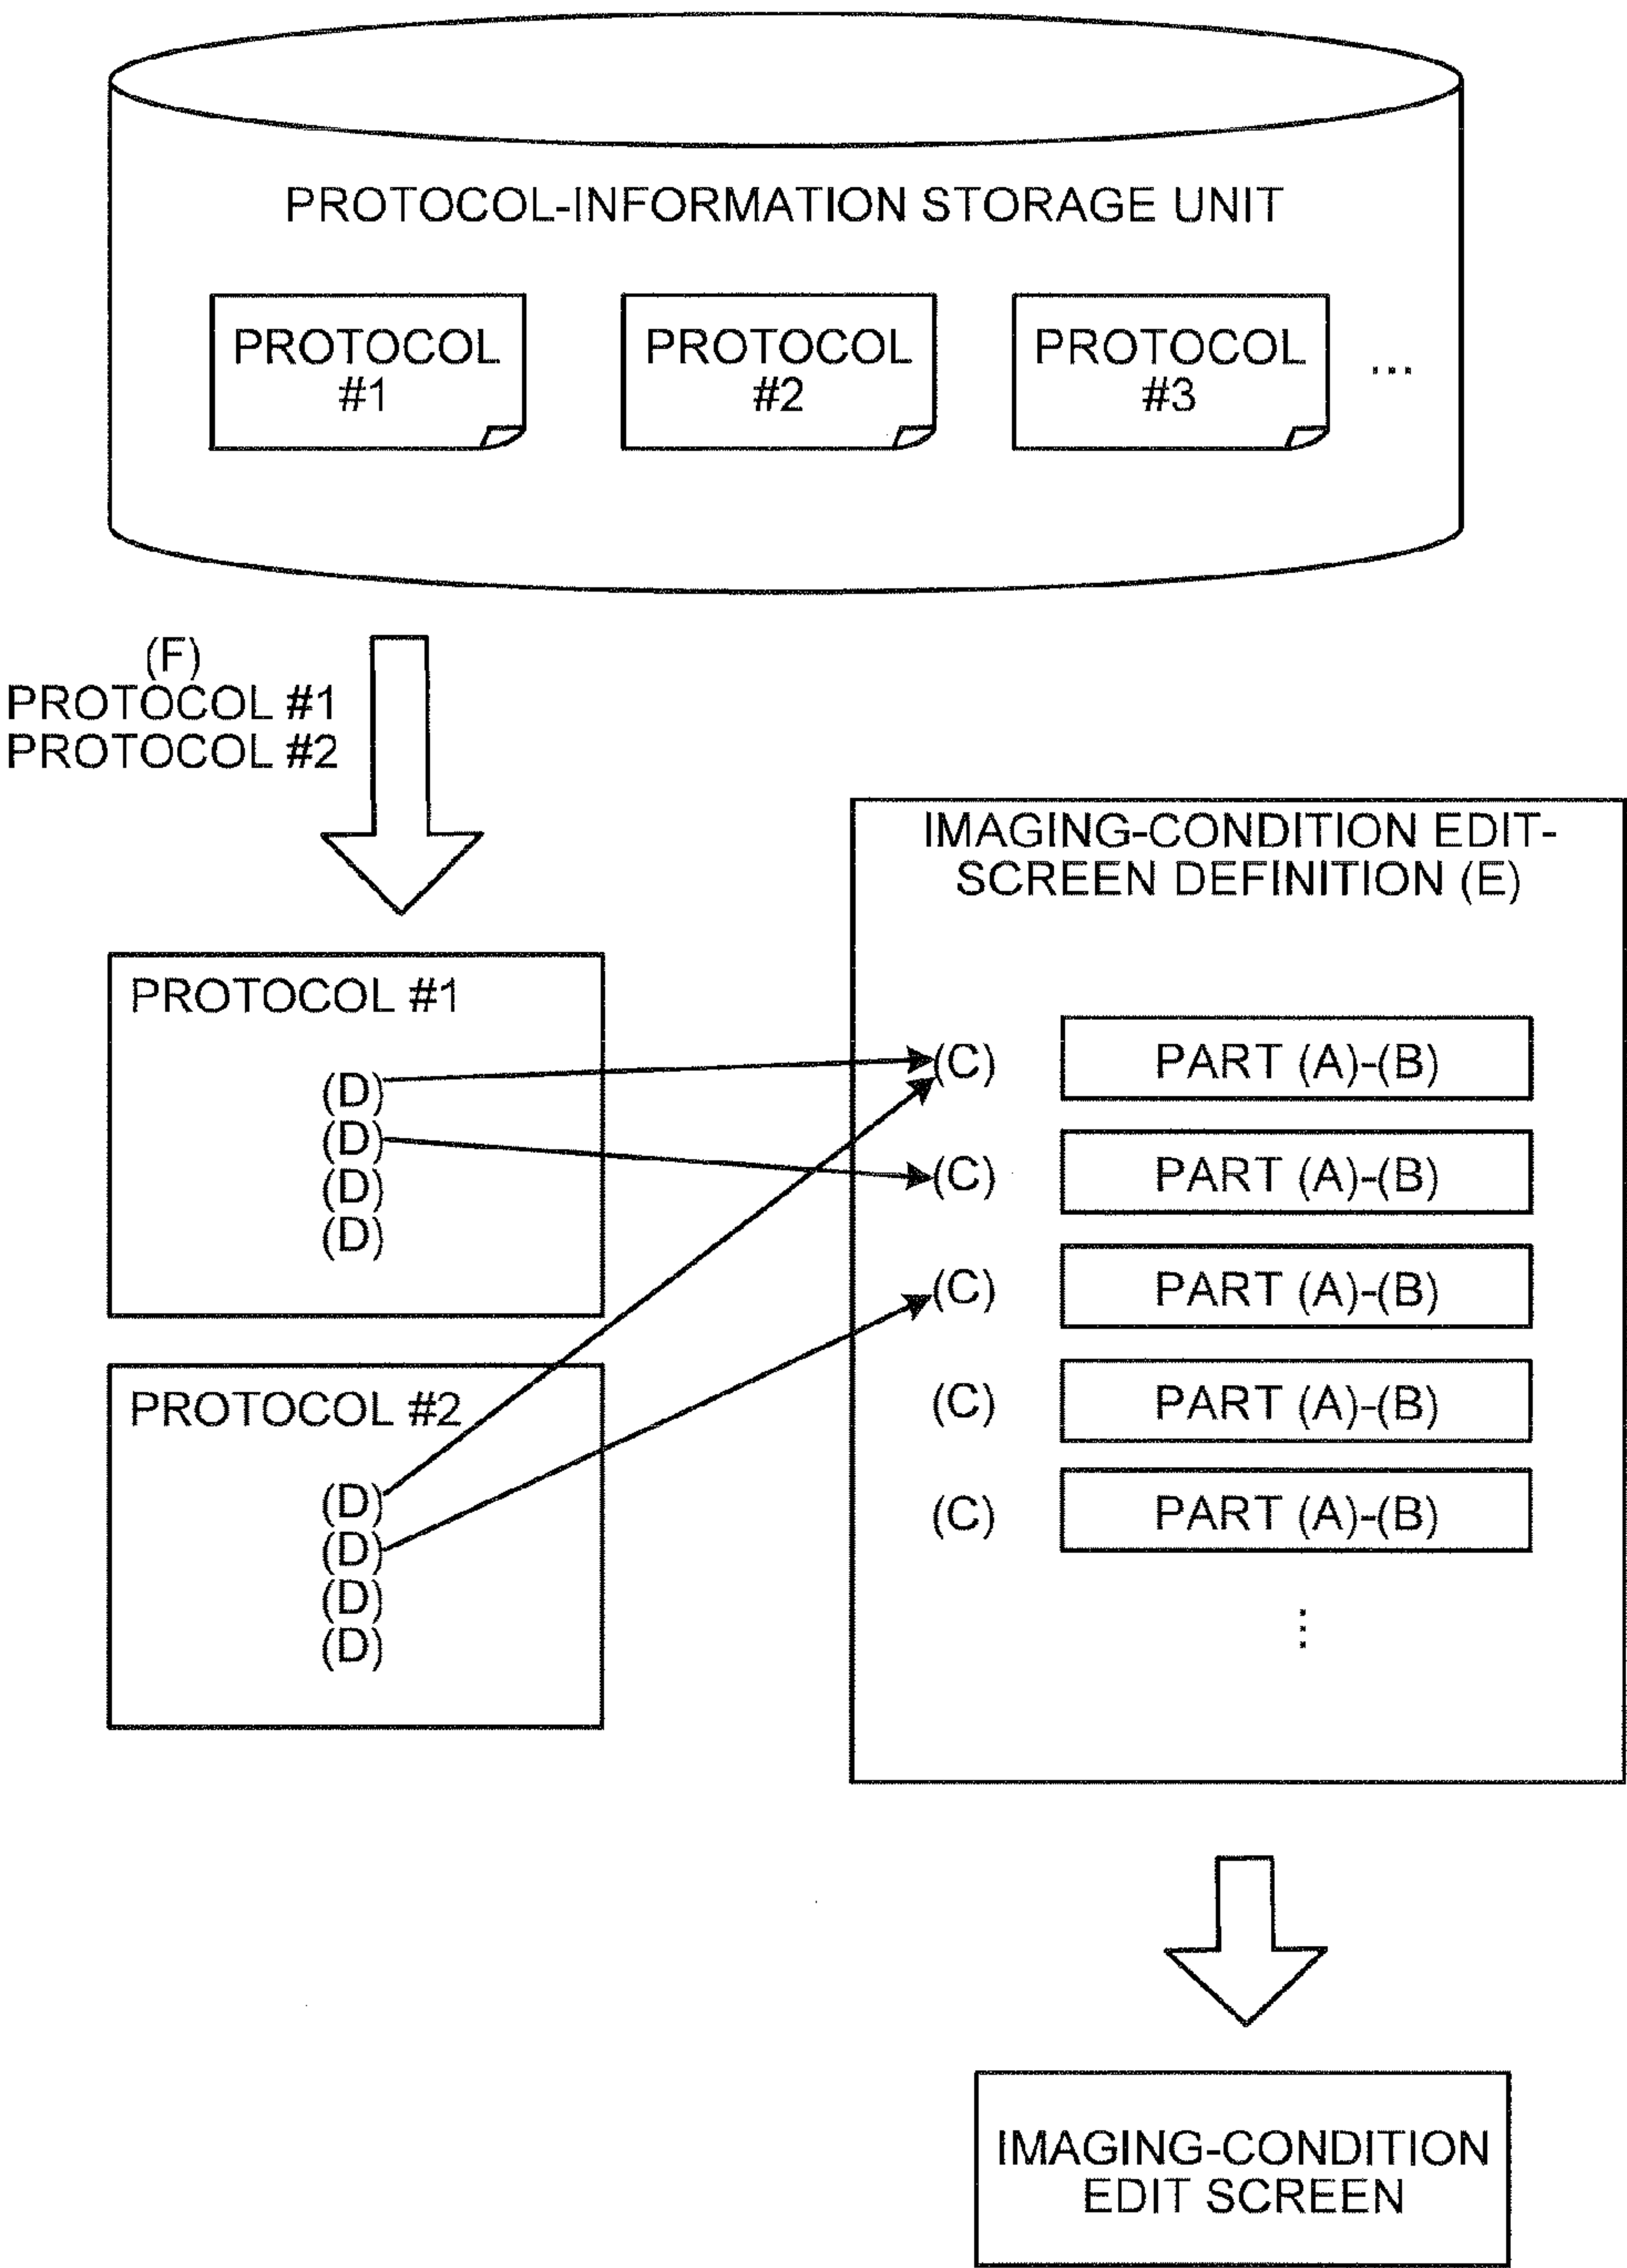 PROTOCOL-INFORMATION STORAGE UNIT
PROTOCOL
#1
PROTOCOL
#2
PROTOCOL
#3
...
(F)
PROTOCOL #1
PROTOCOL #2
PROTOCOL #1
(D)
(D)
(D)
(D)
PROTOCOL #2
(D)
(D)
(D)
(D)
IMAGING-CONDITION EDIT-
SCREEN DEFINITION (E)
(C) PART (A)-(B)
(C) PART (A)-(B)
(C) PART (A)-(B)
(C) PART (A)-(B)
(C) PART (A)-(B)
⋮
IMAGING-CONDITION
EDIT SCREEN